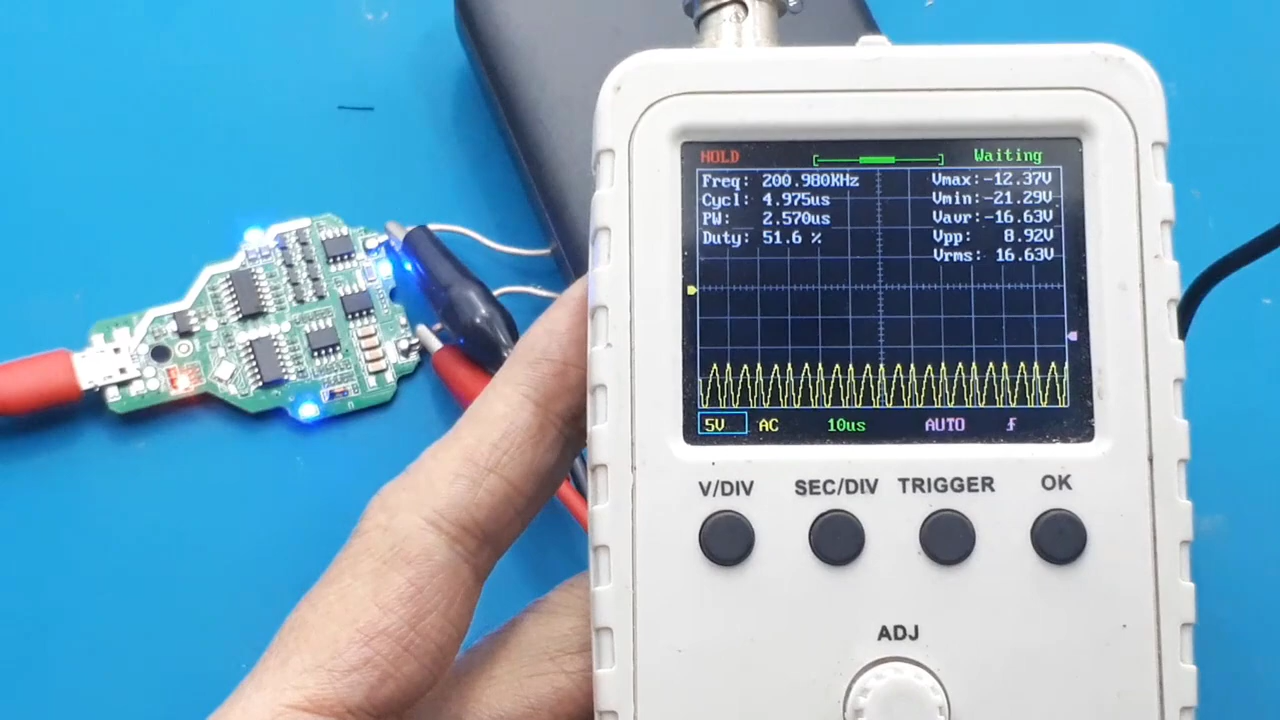 HOLD Waiting
Freq: 200.980KHz Vmax:-12.37V
Cycl: 4.975us Vmin:-21.29V
PW: 2.570us Vavr:-16.63V
Duty: 51.6 % Vpp: 8.92V
Vrms: 16.63V
5V AC 10us AUTO
V/DIV SEC/DIV TRIGGER OK
ADJ